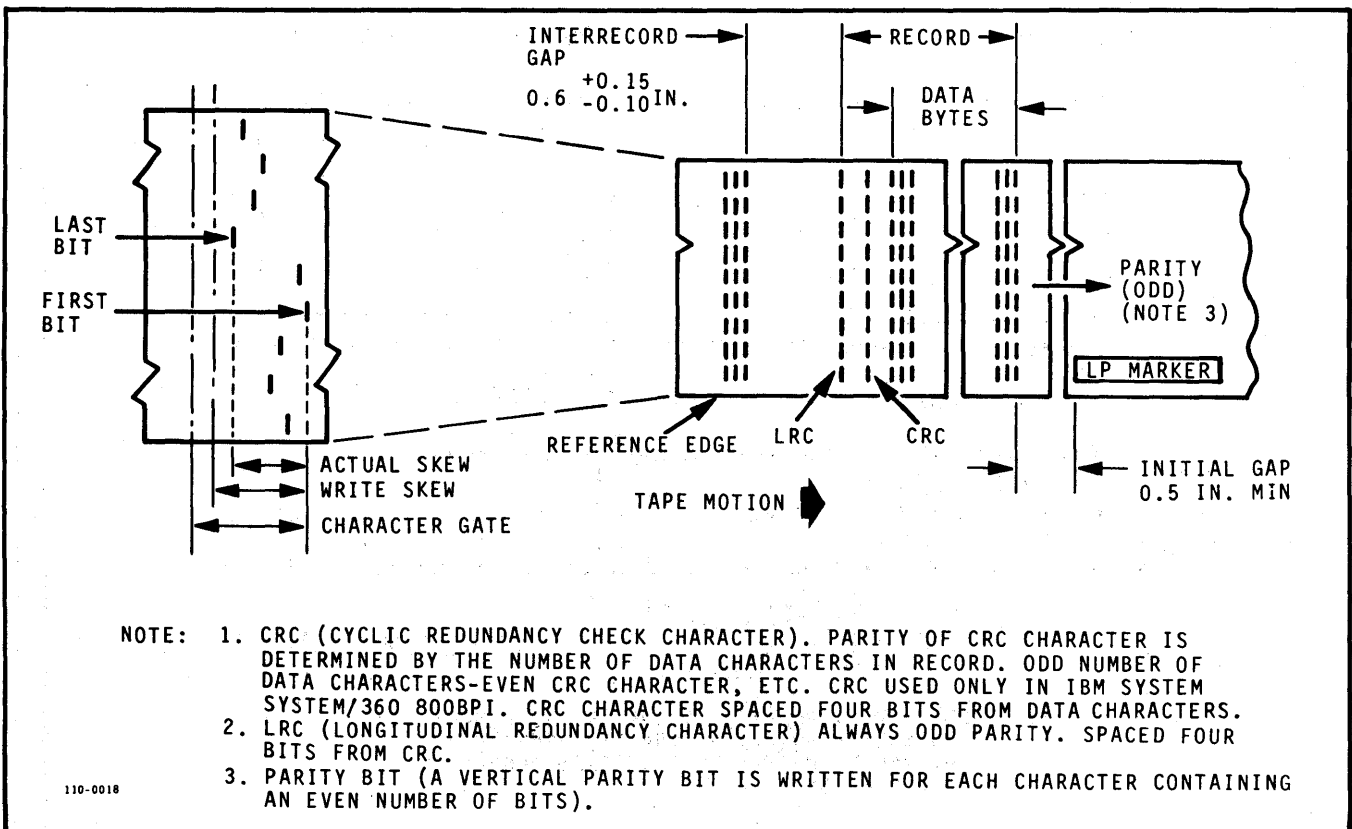 INTERRECORD
GAP
0.6 +0.15 -0.10 IN.
RECORD
DATA
BYTES
LAST
BIT
FIRST
BIT
PARITY
(ODD)
(NOTE 3)
LP MARKER
REFERENCE EDGE
LRC
CRC
ACTUAL SKEW
WRITE SKEW
CHARACTER GATE
TAPE MOTION
INITIAL GAP
0.5 IN. MIN
NOTE: 1. CRC (CYCLIC REDUNDANCY CHECK CHARACTER). PARITY OF CRC CHARACTER IS
DETERMINED BY THE NUMBER OF DATA CHARACTERS IN RECORD. ODD NUMBER OF
DATA CHARACTERS-EVEN CRC CHARACTER, ETC. CRC USED ONLY IN IBM SYSTEM
SYSTEM/360 800BPI. CRC CHARACTER SPACED FOUR BITS FROM DATA CHARACTERS.
2. LRC (LONGITUDINAL REDUNDANCY CHARACTER) ALWAYS ODD PARITY. SPACED FOUR
BITS FROM CRC.
3. PARITY BIT (A VERTICAL PARITY BIT IS WRITTEN FOR EACH CHARACTER CONTAINING
AN EVEN NUMBER OF BITS).
110-0018